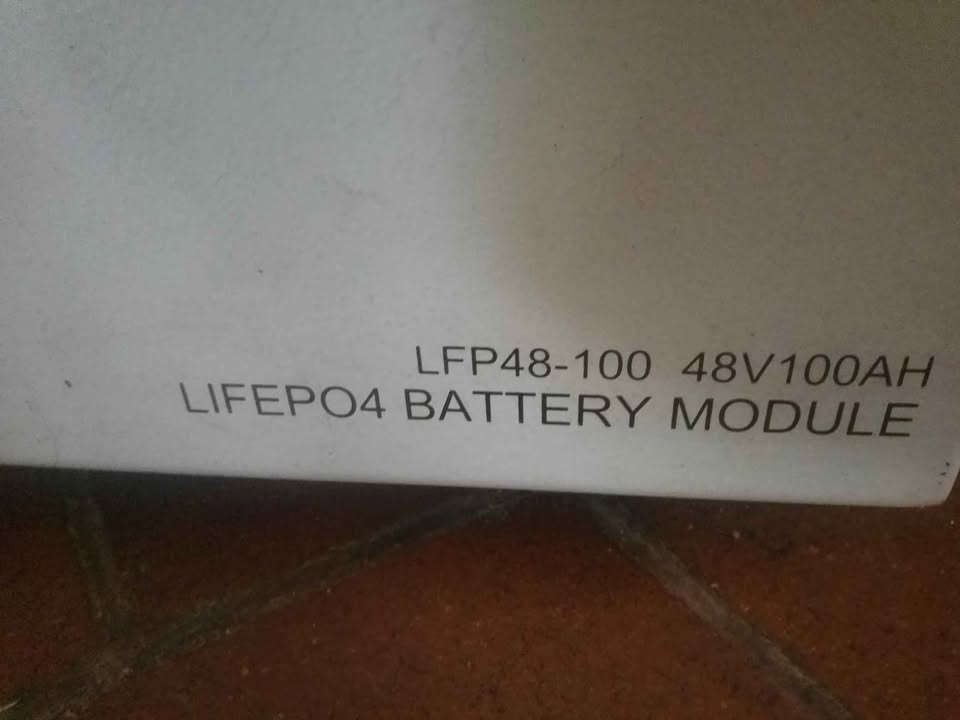 LFP48-100 48V100AH
LIFEPO4 BATTERY MODULE